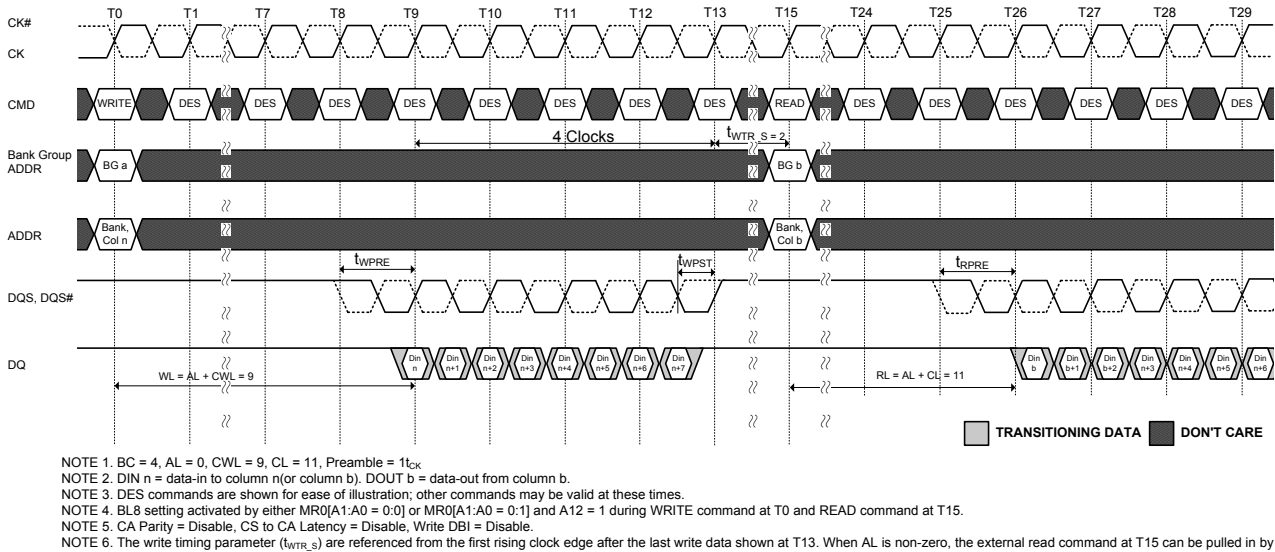 T0 T1 T7 T8 T9 T10 T11 T12 T13 T15 T24 T25 T26 T27 T28 T29
CK#
CK
CMD WRITE DES DES DES DES DES DES DES DES READ DES DES DES DES DES DES
4 Clocks tWTR_S = 2
Bank Group
ADDR
BG a BG b
ADDR
Bank,
Col n
Bank,
Col b
tWPRE tWPST tRPRE
DQS, DQS#
DQ
Din
n
Din
n+1
Din
n+2
Din
n+3
Din
n+4
Din
n+5
Din
n+6
Din
n+7
Din
b
Din
b+1
Din
b+2
Din
n+3
Din
n+4
Din
n+5
Din
n+6
WL = AL + CWL = 9 RL = AL + CL = 11
TRANSITIONING DATA DON'T CARE
NOTE 1. BC = 4, AL = 0, CWL = 9, CL = 11, Preamble = 1tCK
NOTE 2. DIN n = data-in to column n(or column b). DOUT b = data-out from column b.
NOTE 3. DES commands are shown for ease of illustration; other commands may be valid at these times.
NOTE 4. BL8 setting activated by either MR0[A1:A0 = 0:0] or MR0[A1:A0 = 0:1] and A12 = 1 during WRITE command at T0 and READ command at T15.
NOTE 5. CA Parity = Disable, CS to CA Latency = Disable, Write DBI = Disable.
NOTE 6. The write timing parameter (tWTR_S) are referenced from the first rising clock edge after the last write data shown at T13. When AL is non-zero, the external read command at T15 can be pulled in by